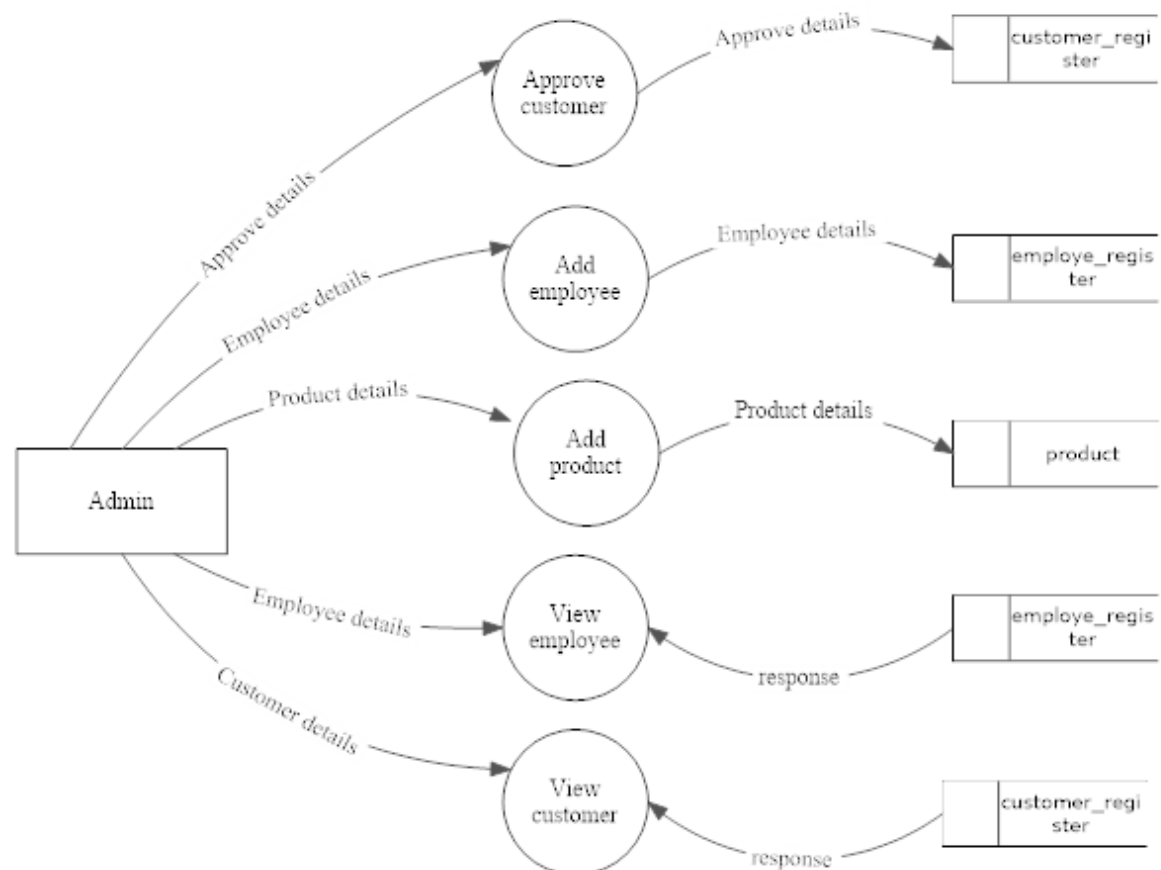 Approve details
customer_regi
ster
Approve
customer
Approve details
Employee details
employe_regis
ter
Add
employee
Employee details
Product details
Product details
Add
product
product
Admin
Employee details
View
employee
employe_regis
ter
response
Customer details
View
customer
customer_regi
ster
response